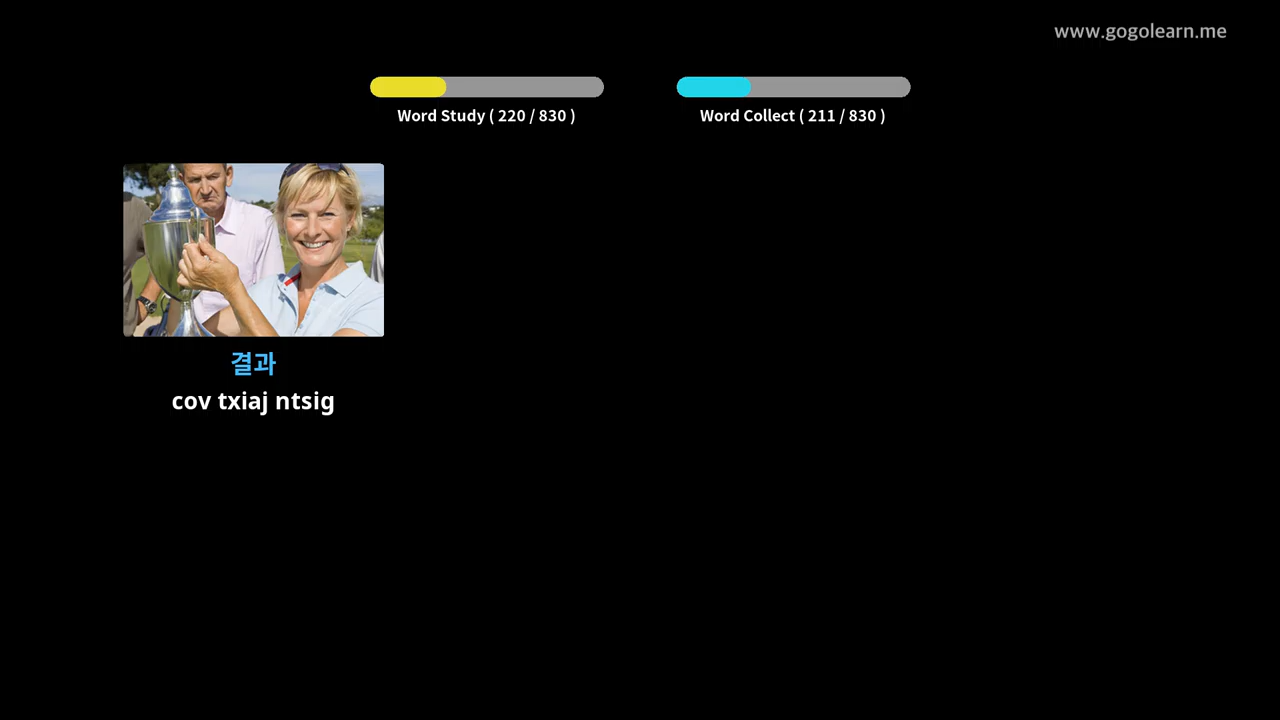 www.gogolearn.me
Word Study ( 220 / 830 )
Word Collect ( 211 / 830 )
결과
cov txiaj ntsig